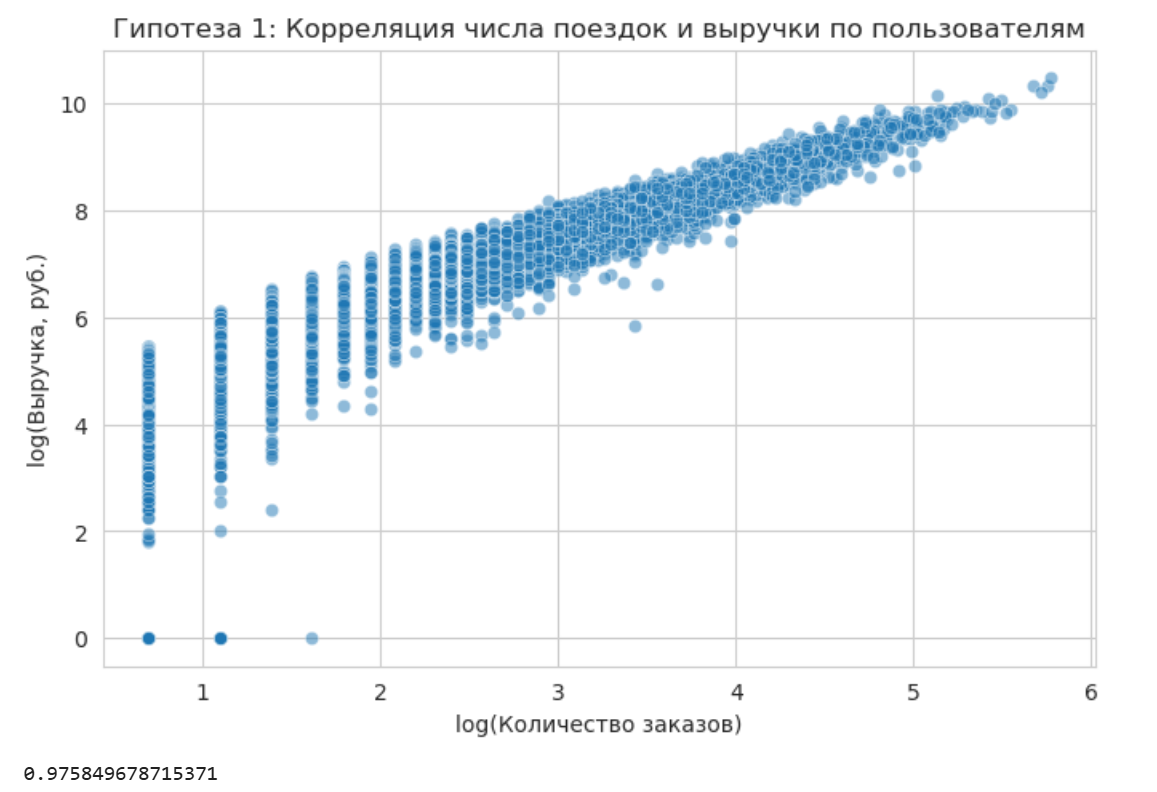 Гипотеза 1: Корреляция числа поездок и выручки по пользователям
10
8
6
4
2
0
log(Выручка, руб.)
1 2 3 4 5 6
log(Количество заказов)
0.975849678715371